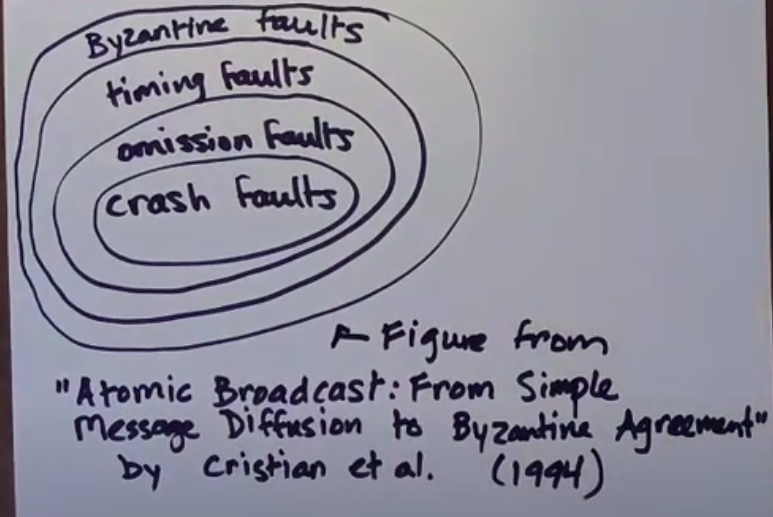 Byzantine faults
timing faults
omission faults
crash faults
Figure from
"Atomic Broadcast: From Simple
Message Diffusion to Byzantine Agreement"
by Cristian et al. (1994)